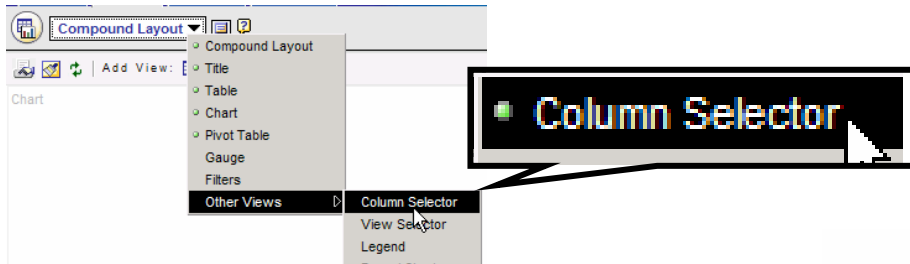 Compound Layout
Compound Layout
Add View:
Title
Table
Chart
Chart
Pivot Table
Gauge
Filters
Other Views
Column Selector
View Selector
Legend
Column Selector